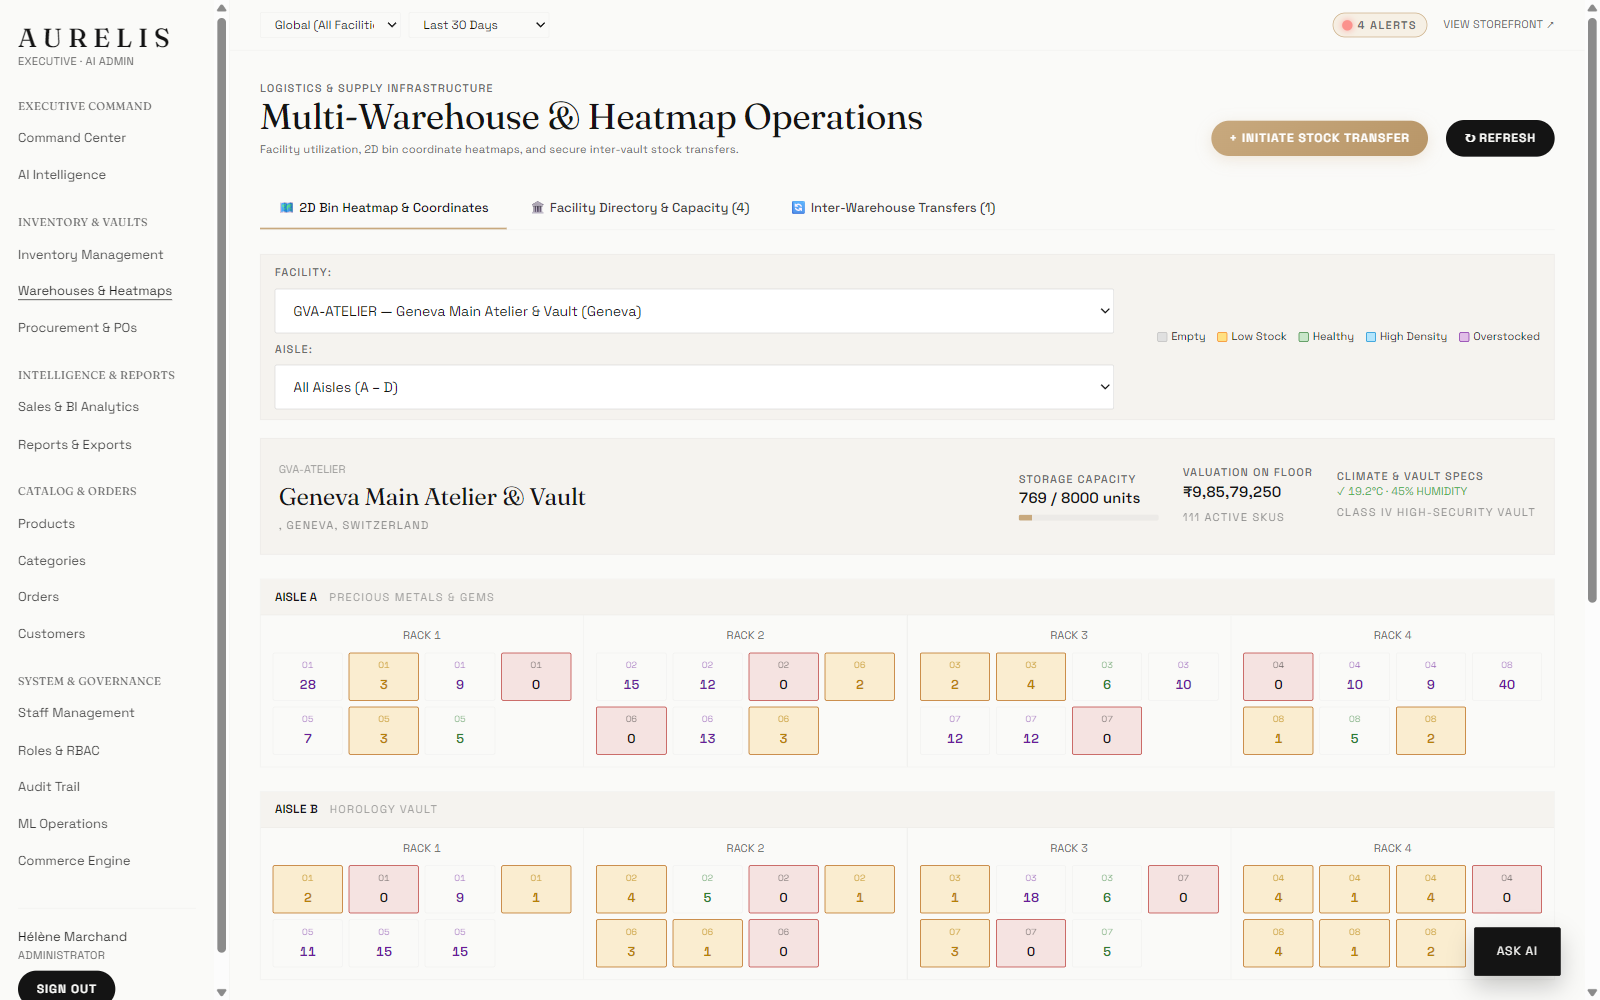 AURELIS
EXECUTIVE · AI ADMIN
EXECUTIVE COMMAND
Command Center
AI Intelligence
INVENTORY & VAULTS
Inventory Management
Warehouses & Heatmaps
Procurement & POs
INTELLIGENCE & REPORTS
Sales & BI Analytics
Reports & Exports
CATALOG & ORDERS
Products
Categories
Orders
Customers
SYSTEM & GOVERNANCE
Staff Management
Roles & RBAC
Audit Trail
ML Operations
Commerce Engine
Hélène Marchand
ADMINISTRATOR
SIGN OUT
Global (All Faciliti Last 30 Days 4 ALERTS VIEW STOREFRONT ↗
LOGISTICS & SUPPLY INFRASTRUCTURE
Multi-Warehouse & Heatmap Operations
Facility utilization, 2D bin coordinate heatmaps, and secure inter-vault stock transfers.
+ INITIATE STOCK TRANSFER ↻ REFRESH
2D Bin Heatmap & Coordinates Facility Directory & Capacity (4) Inter-Warehouse Transfers (1)
FACILITY:
GVA-ATELIER — Geneva Main Atelier & Vault (Geneva)
AISLE:
All Aisles (A – D)
Empty Low Stock Healthy High Density Overstocked
GVA-ATELIER
Geneva Main Atelier & Vault
, GENEVA, SWITZERLAND
STORAGE CAPACITY
769 / 8000 units
VALUATION ON FLOOR
₹9,85,79,250
111 ACTIVE SKUS
CLIMATE & VAULT SPECS
✓ 19.2°C · 45% HUMIDITY
CLASS IV HIGH-SECURITY VAULT
AISLE A PRECIOUS METALS & GEMS
RACK 1 RACK 2 RACK 3 RACK 4
01 01 01 01 02 02 02 06 03 03 03 03 04 04 04 08
28 3 9 0 15 12 0 2 2 4 6 10 0 10 9 40
05 05 05 06 06 06 07 07 07 08 08 08
7 3 5 0 13 3 12 12 0 1 5 2
AISLE B HOROLOGY VAULT
RACK 1 RACK 2 RACK 3 RACK 4
01 01 01 01 02 02 02 02 03 03 03 07 04 04 04 04
2 0 9 1 4 5 0 1 1 18 6 0 4 1 4 0
05 05 05 06 06 06 07 07 07 08 08 08
11 15 15 3 1 0 3 0 5 4 1 2
ASK AI